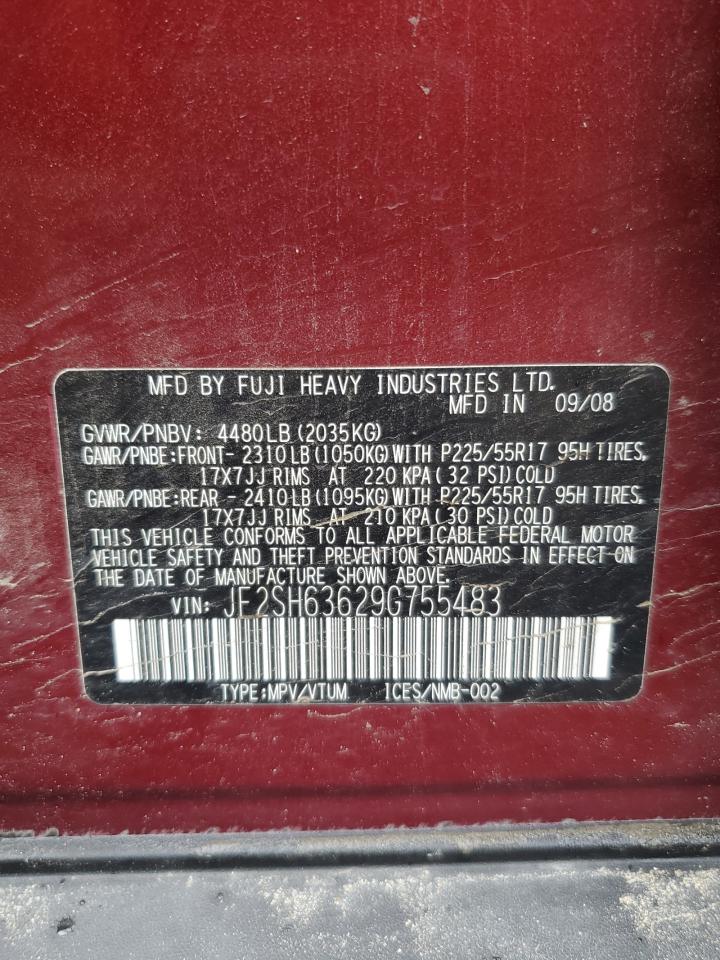 MFD BY FUJI HEAVY INDUSTRIES LTD.
MFD IN 09/08
GVWR/PNBV: 4480LB (2035KG)
GAWR/PNBE:FRONT- 2310LB (1050KG) WITH P225/55R17 95H TIRES,
17X7JJ RIMS AT 220 KPA (32 PSI) COLD
GAWR/PNBE:REAR - 2410LB (1095KG) WITH P225/55R17 95H TIRES,
17X7JJ RIMS AT 210 KPA (30 PSI) COLD
THIS VEHICLE CONFORMS TO ALL APPLICABLE FEDERAL MOTOR
VEHICLE SAFETY AND THEFT PREVENTION STANDARDS IN EFFECT ON
THE DATE OF MANUFACTURE SHOWN ABOVE.
VIN: JF2SH63629G755483
TYPE:MPV/VTUM ICES/NMB-002